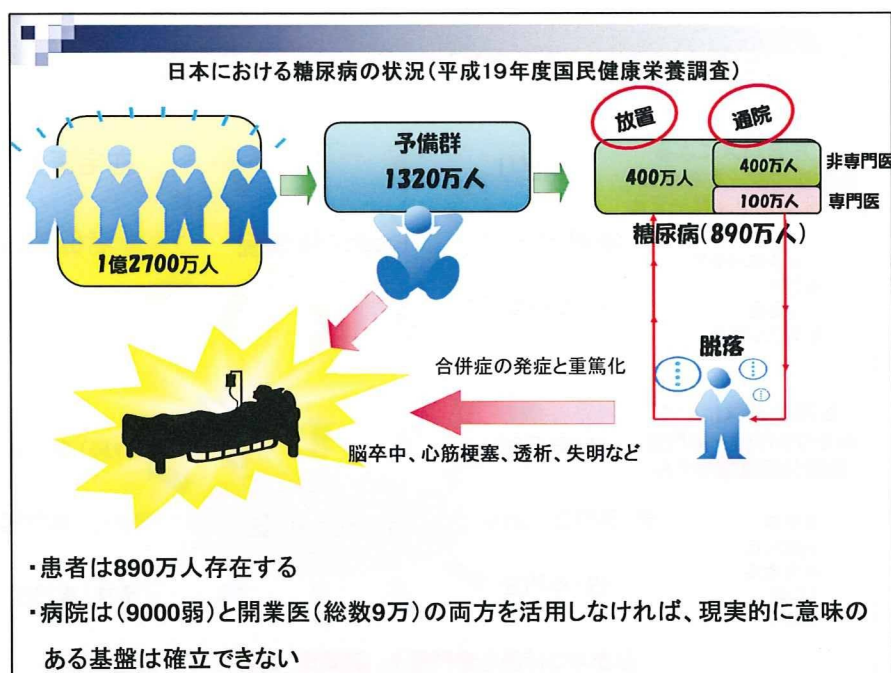 日本における糖尿病の状況(平成19年度国民健康栄養調査)
放置
通院
予備群
1320万人
400万人
400万人
非専門医
100万人
専門医
糖尿病(890万人)
1億2700万人
脱落
合併症の発症と重篤化
脳卒中、心筋梗塞、透析、失明など
・患者は890万人存在する
・病院は(9000弱)と開業医(総数9万)の両方を活用しなければ、現実的に意味の
ある基盤は確立できない